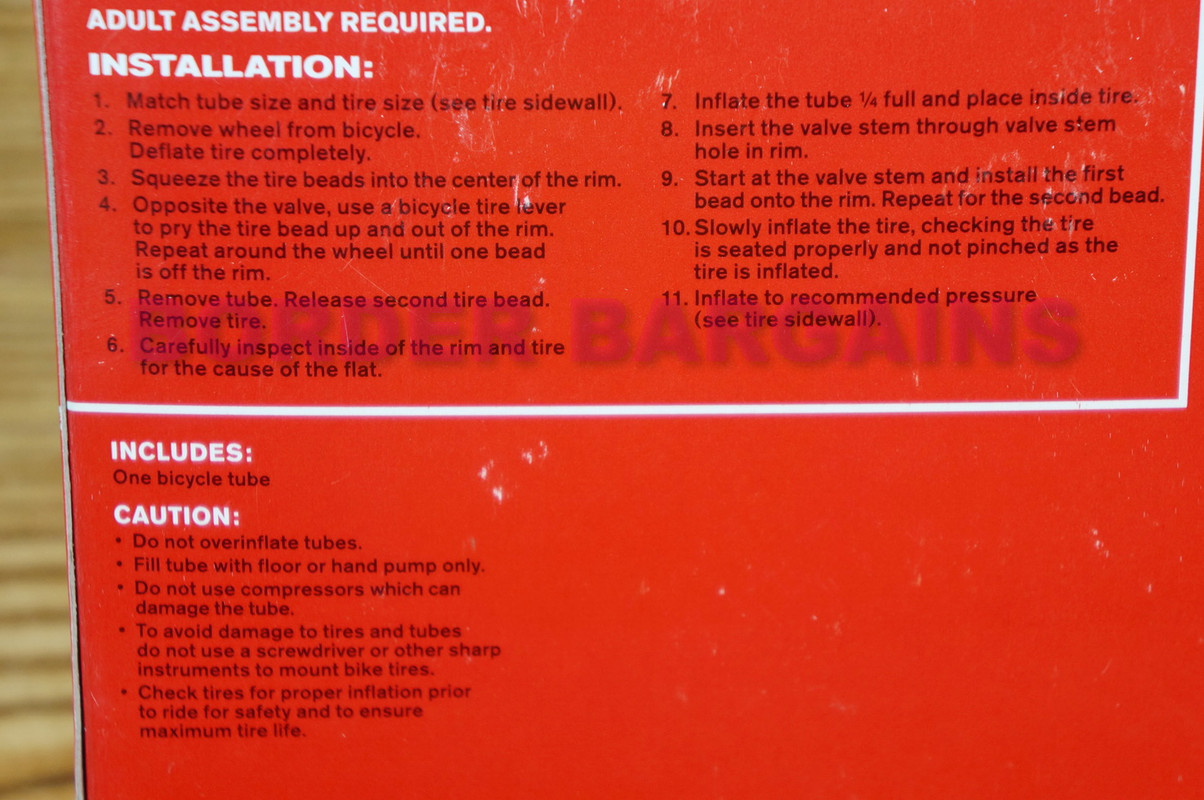 ADULT ASSEMBLY REQUIRED.
INSTALLATION:
1. Match tube size and tire size (see tire sidewall).
2. Remove wheel from bicycle.
Deflate tire completely.
3. Squeeze the tire beads into the center of the rim.
4. Opposite the valve, use a bicycle tire lever
to pry the tire bead up and out of the rim.
Repeat around the wheel until one bead
is off the rim.
5. Remove tube. Release second tire bead.
Remove tire.
6. Carefully inspect inside of the rim and tire
for the cause of the flat.
7. Inflate the tube ¼ full and place inside tire.
8. Insert the valve stem through valve stem
hole in rim.
9. Start at the valve stem and install the first
bead onto the rim. Repeat for the second bead.
10. Slowly inflate the tire, checking the tire
is seated properly and not pinched as the
tire is inflated.
11. Inflate to recommended pressure
(see tire sidewall).
BARGAINS
INCLUDES:
One bicycle tube
CAUTION:
• Do not overinflate tubes.
• Fill tube with floor or hand pump only.
• Do not use compressors which can
damage the tube.
• To avoid damage to tires and tubes
do not use a screwdriver or other sharp
instruments to mount bike tires.
• Check tires for proper inflation prior
to ride for safety and to ensure
maximum tire life.